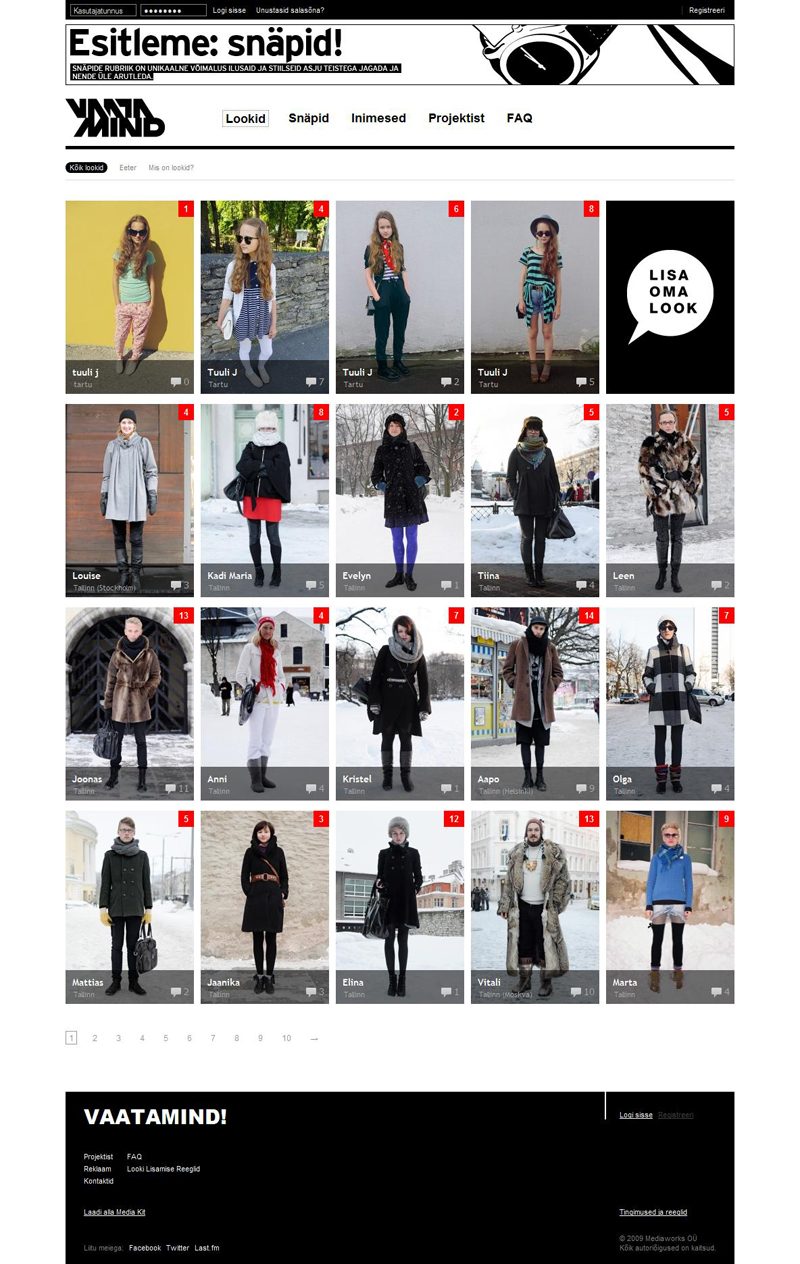 Kasutajatunnus ●●●●●●●● Logi sisse Unustasid salasõna? Registreeri
Esitleme: snäpid!
SNÄPIDE RUBRIIK ON UNIKAALNE VÕIMALUS ILUSAID JA STIILSEID ASJU TEISTEGA JAGADA JA
NENDE ÜLE ARUTLEDA.
VAATA
MIND
Lookid Snäpid Inimesed Projektist FAQ
Kõik lookid Eeter Mis on lookid?
1 4 6 8
LISA
OMA
LOOK
tuuli j Tuuli J Tuuli J Tuuli J
tartu 0 Tartu 7 Tartu 2 Tartu 5
4 8 2 5 5
Louise Kadi Maria Evelyn Tiina Leen
Tallinn (Stockholm) 3 Tallinn 5 Tallinn 1 Tallinn 4 Tallinn 2
13 4 7 14 7
Joonas Anni Kristel Aapo Olga
Tallinn 11 Tallinn 4 Tallinn 1 Tallinn (Helsinki) 9 Tallinn 4
5 3 12 13 9
Mattias Jaanika Elina Vitali Marta
Tallinn 2 Tallinn 3 Tallinn 1 Tallinn (Moskva) 10 Tallinn 4
1 2 3 4 5 6 7 8 9 10 →
VAATAMIND!
Logi sisse Registreeri
Projektist FAQ
Reklaam Looki Lisamise Reeglid
Kontaktid
Laadi alla Media Kit Tingimused ja reeglid
© 2009 Mediaworks OÜ
Liitu meiega: Facebook Twitter Last.fm Kõik autoriõigused on kaitsud.